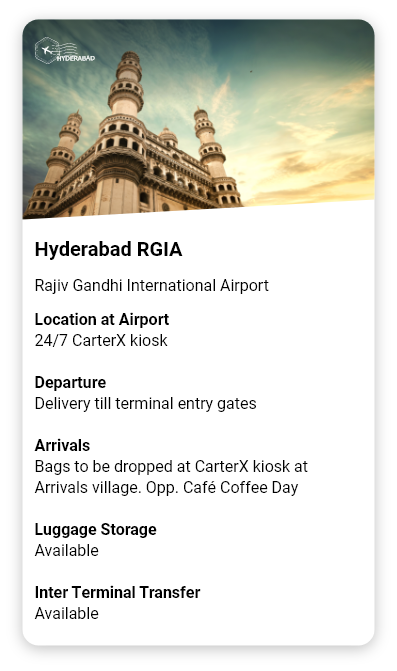 HYDERABAD
Hyderabad RGIA
Rajiv Gandhi International Airport
Location at Airport
24/7 CarterX kiosk
Departure
Delivery till terminal entry gates
Arrivals
Bags to be dropped at CarterX kiosk at
Arrivals village. Opp. Café Coffee Day
Luggage Storage
Available
Inter Terminal Transfer
Available